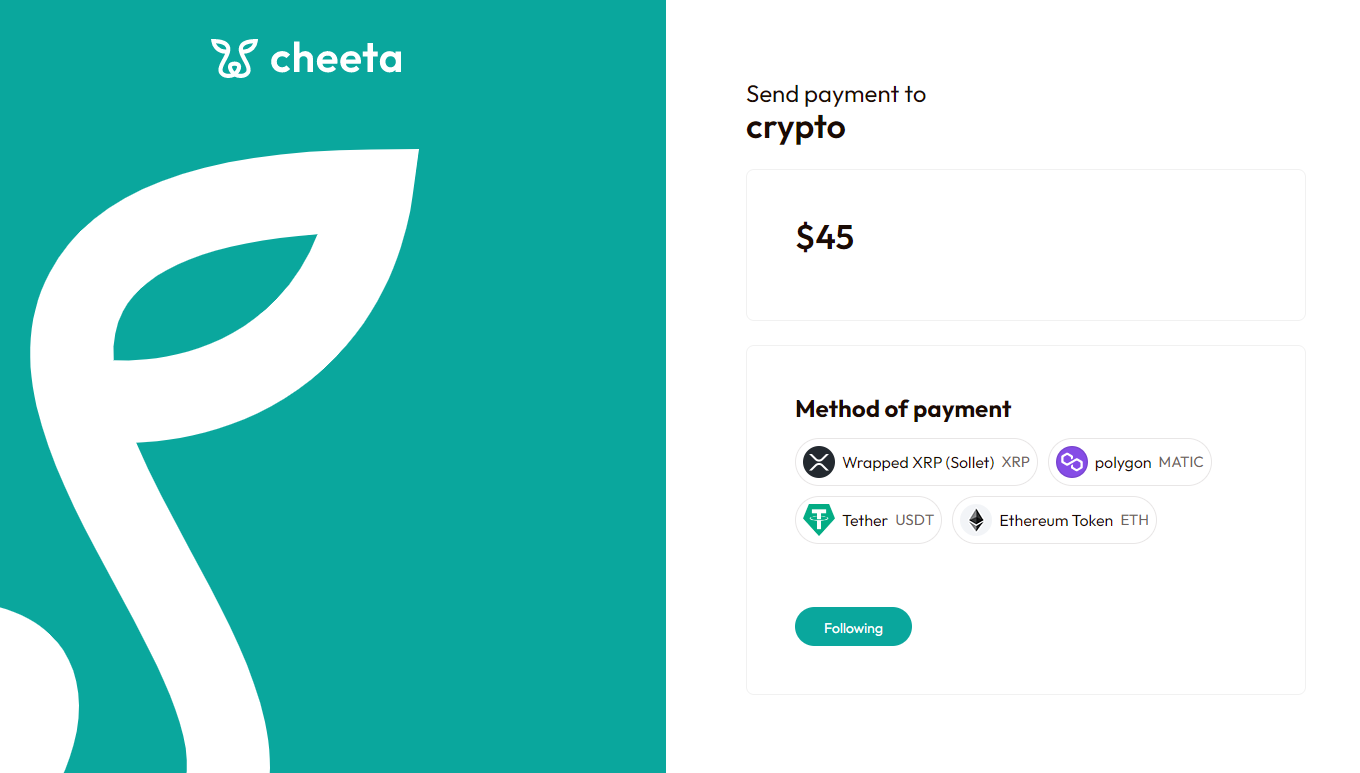 cheeta
Send payment to
crypto
$45
Method of payment
Wrapped XRP (Sollet) XRP
polygon MATIC
Tether USDT
Ethereum Token ETH
Following